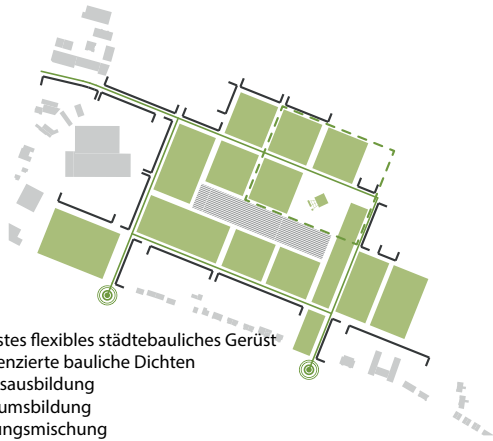 stes flexibles städtebauliches Gerüst
enzierte bauliche Dichten
sausbildung
umsbildung
ungsmischung